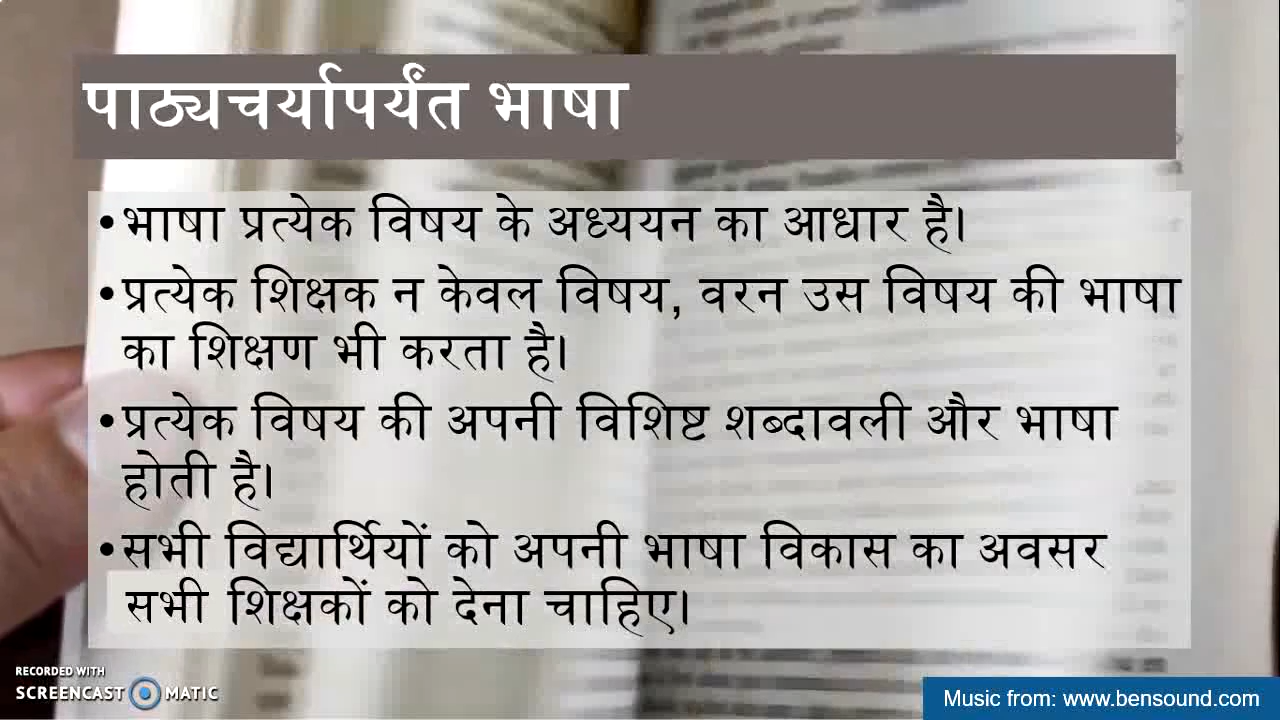 पाठ्यचर्यापर्यंत भाषा
•भाषा प्रत्येक विषय के अध्ययन का आधार है।
•प्रत्येक शिक्षक न केवल विषय, वरन उस विषय की भाषा
का शिक्षण भी करता है।
•प्रत्येक विषय की अपनी विशिष्ट शब्दावली और भाषा
होती है।
•सभी विद्यार्थियों को अपनी भाषा विकास का अवसर
सभी शिक्षकों को देना चाहिए।
RECORDED WITH
SCREENCAST MATIC
Music from: www.bensound.com